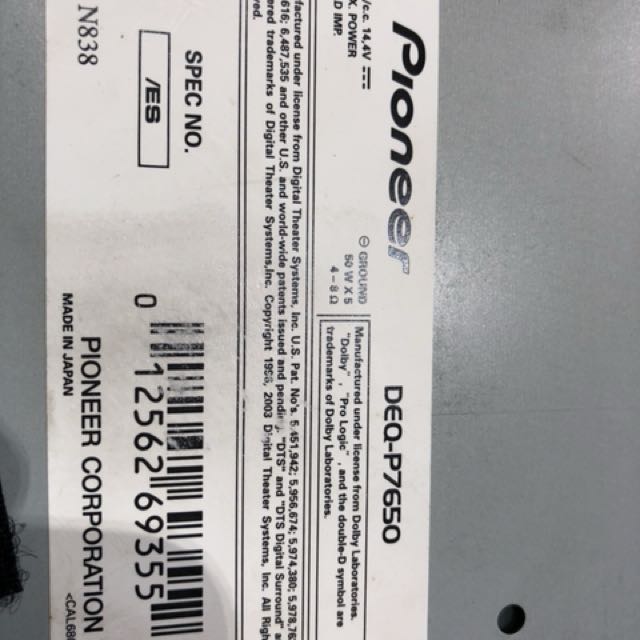 Pioneer
DEQ-P7650
/c.c. 14.4V
X. POWER
D IMP.
⊖ GROUND
50 W X 5
4 - 8 Ω
Manufactured under license from Dolby Laboratories.
"Dolby", "Pro Logic", and the double-D symbol are
trademarks of Dolby Laboratories.
factured under license from Digital Theater Systems, Inc. U.S. Pat. No's. 5,451,942; 5,956,674; 5,974,380; 5,978,76
616; 6,487,535 and other U.S. and world-wide patents issued and pending. "DTS" and "DTS Digital Surround" a
ered trademarks of Digital Theater Systems, Inc. Copyright 1996, 2003 Digital Theater Systems, Inc. All Righ
ved.
SPEC NO.
/ES
0 12562 69355
N838
PIONEER CORPORATION
MADE IN JAPAN